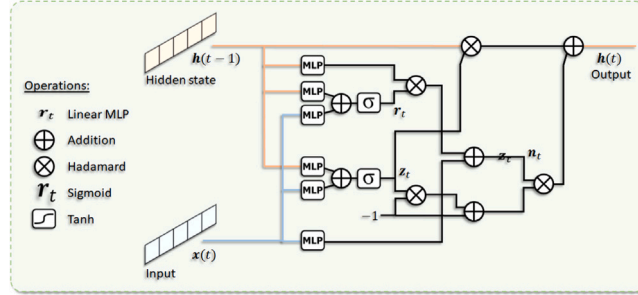 h(t−1)
Hidden state
Operations:
r_t Linear MLP
Addition
Hadamard
r_t Sigmoid
Tanh
MLP
MLP
MLP
σ
r_t
MLP
MLP
σ
z_t
−1
MLP
z_t
n_t
h(t)
Output
x(t)
Input